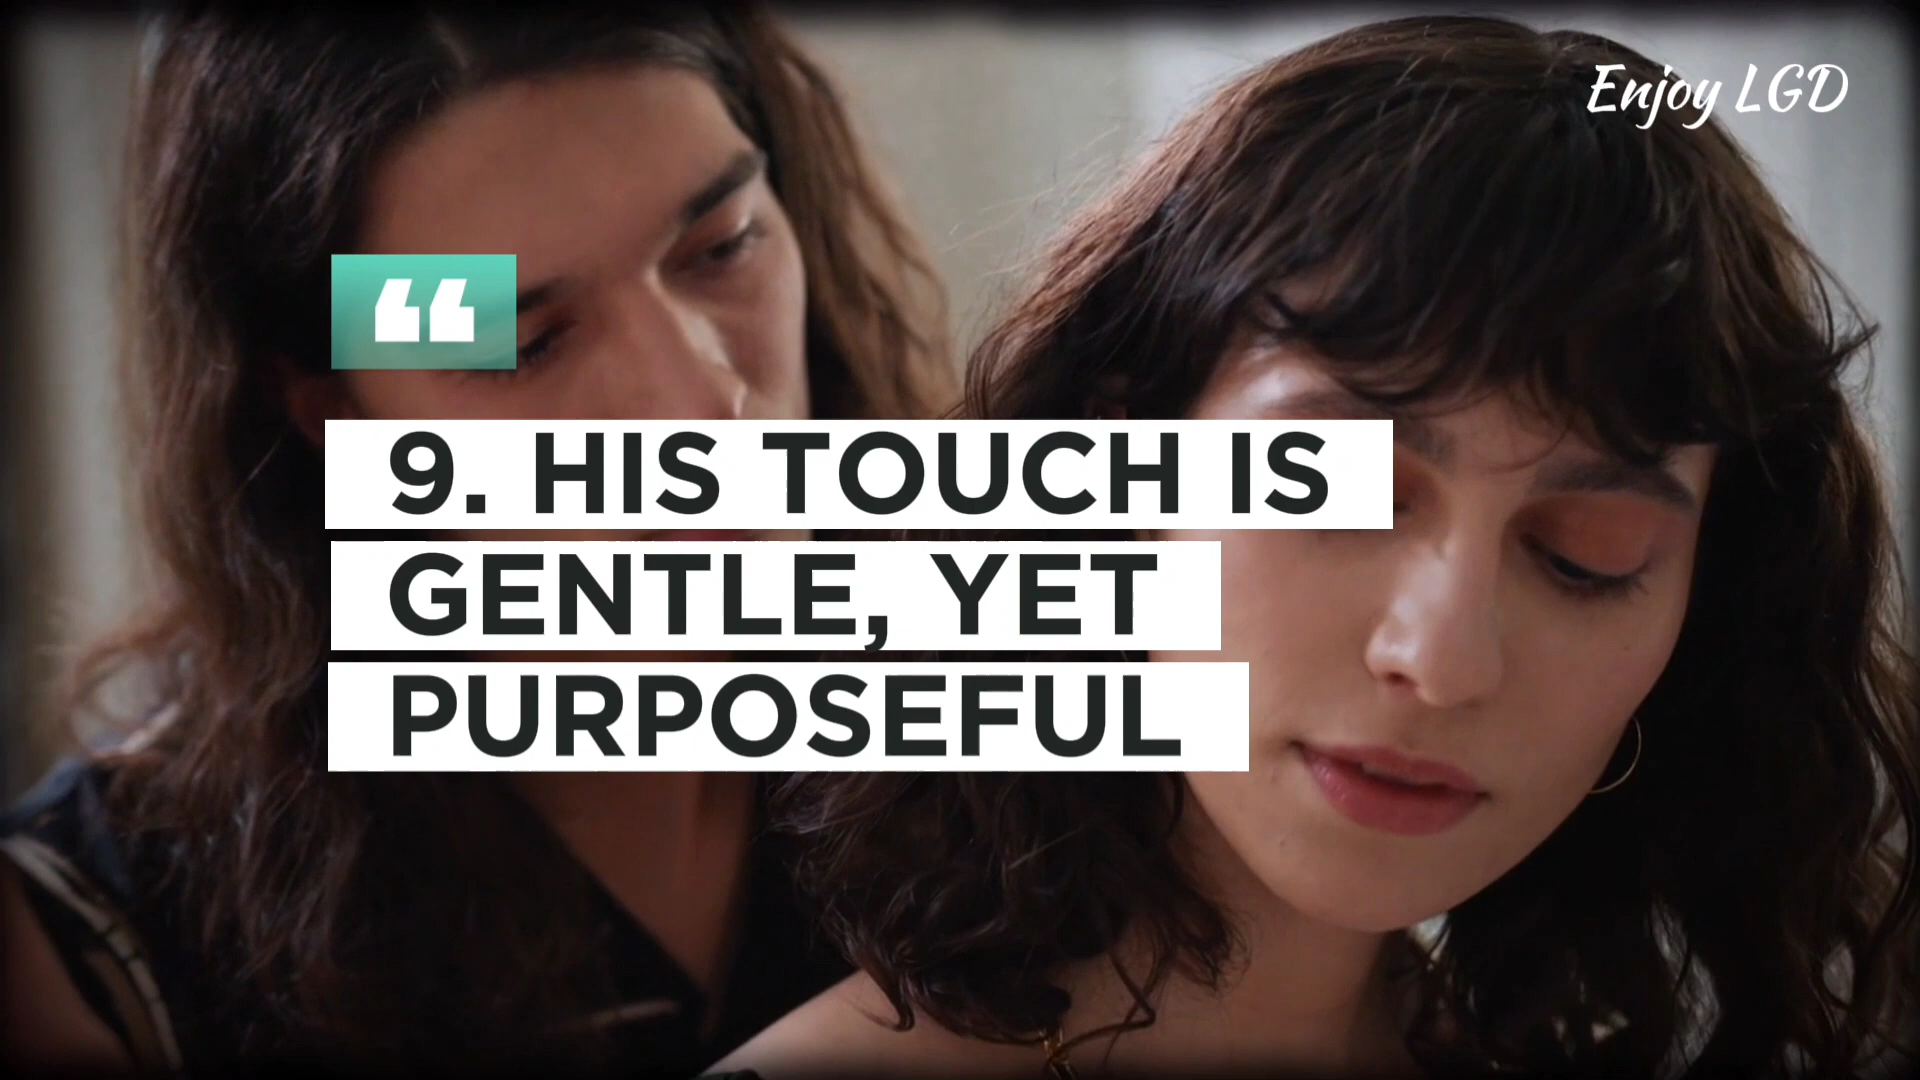 Enjoy LGD
“
9. HIS TOUCH IS
GENTLE, YET
PURPOSEFUL